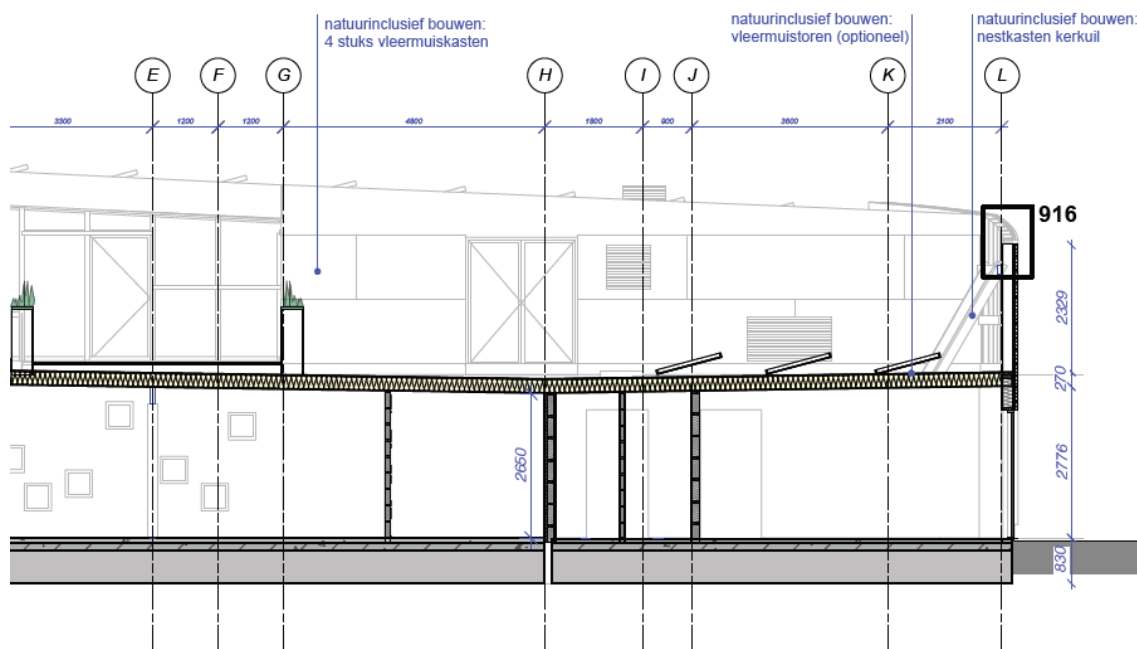 natuurinclusief bouwen:
4 stuks vleermuiskasten
natuurinclusief bouwen:
vleermuistoren (optioneel)
natuurinclusief bouwen:
nestkasten kerkuil
E F G H I J K L
3300 1200 1200 4800 1800 900 3600 2100
916
2329
270
2650
2776
830